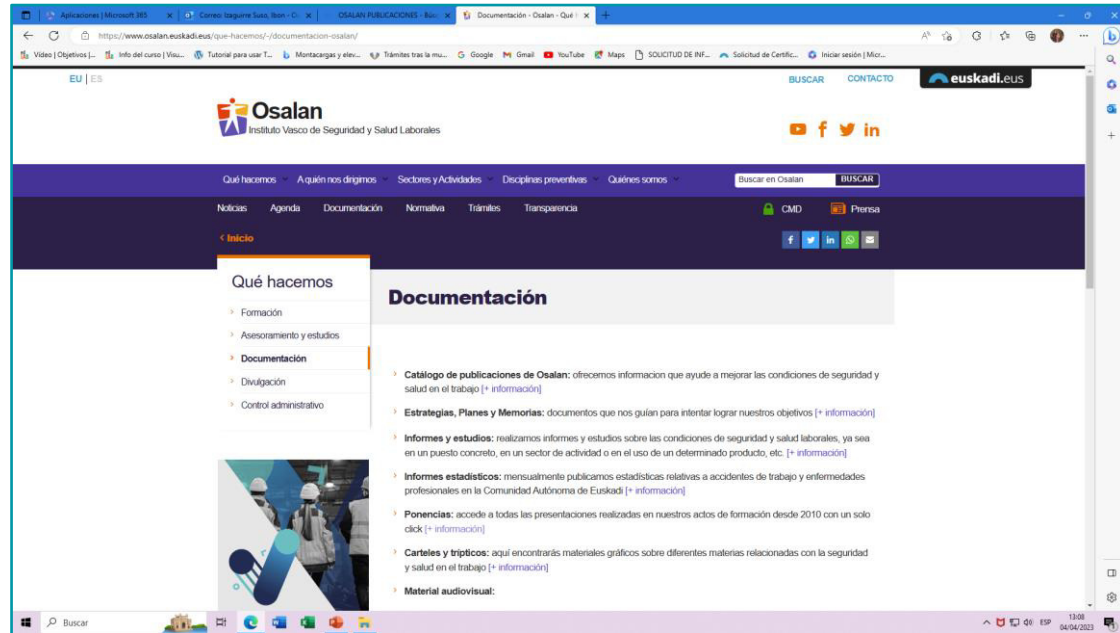 Aplicaciones | Microsoft 365
Correo: Izaguirre Suso, Ibon - O
OSALAN PUBLICACIONES - Bús
Documentación - Osalan - Qué h
https://www.osalan.euskadi.eus/que-hacemos/-/documentacion-osalan/
Vídeo | Objetivos |...
Info del curso | Visu...
Tutorial para usar T...
Montacargas y elev...
Trámites tras la mu...
Google
Gmail
YouTube
Maps
SOLICITUD DE INF...
Solicitud de Certific...
Iniciar sesión | Micr...
EU | ES
BUSCAR
CONTACTO
euskadi.eus
Osalan
Instituto Vasco de Seguridad y Salud Laborales
Qué hacemos
A quién nos dirigimos
Sectores y Actividades
Disciplinas preventivas
Quiénes somos
Buscar en Osalan
BUSCAR
Noticias
Agenda
Documentación
Normativa
Trámites
Transparencia
CMD
Prensa
< Inicio
Qué hacemos
Formación
Asesoramiento y estudios
Documentación
Divulgación
Control administrativo
Documentación
Catálogo de publicaciones de Osalan: ofrecemos informacion que ayude a mejorar las condiciones de seguridad y
salud en el trabajo [+ información]
Estrategias, Planes y Memorias: documentos que nos guían para intentar lograr nuestros objetivos [+ información]
Informes y estudios: realizamos informes y estudios sobre las condiciones de seguridad y salud laborales, ya sea
en un puesto concreto, en un sector de actividad o en el uso de un determinado producto, etc. [+ información]
Informes estadísticos: mensualmente publicamos estadísticas relativas a accidentes de trabajo y enfermedades
profesionales en la Comunidad Autónoma de Euskadi [+ información]
Ponencias: accede a todas las presentaciones realizadas en nuestros actos de formación desde 2010 con un solo
click [+ información]
Carteles y trípticos: aquí encontrarás materiales gráficos sobre diferentes materias relacionadas con la seguridad
y salud en el trabajo [+ información]
Material audiovisual:
Buscar
ESP
13:08
04/04/2023